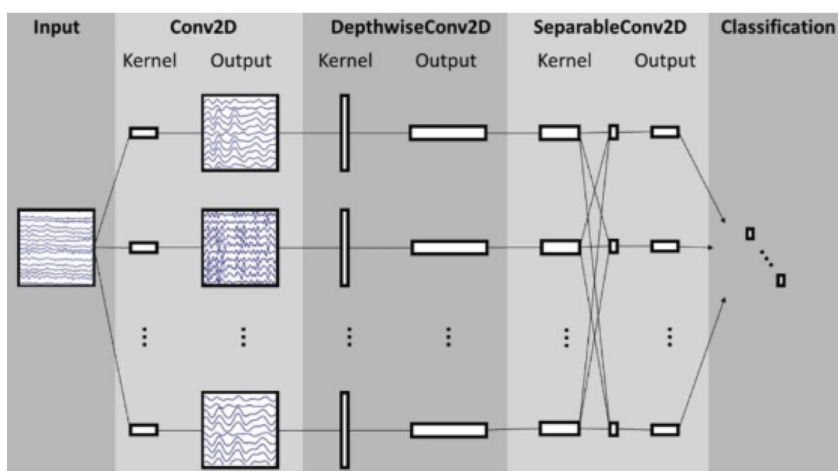 Input Conv2D DepthwiseConv2D SeparableConv2D Classification
Kernel Output Kernel Output Kernel Output